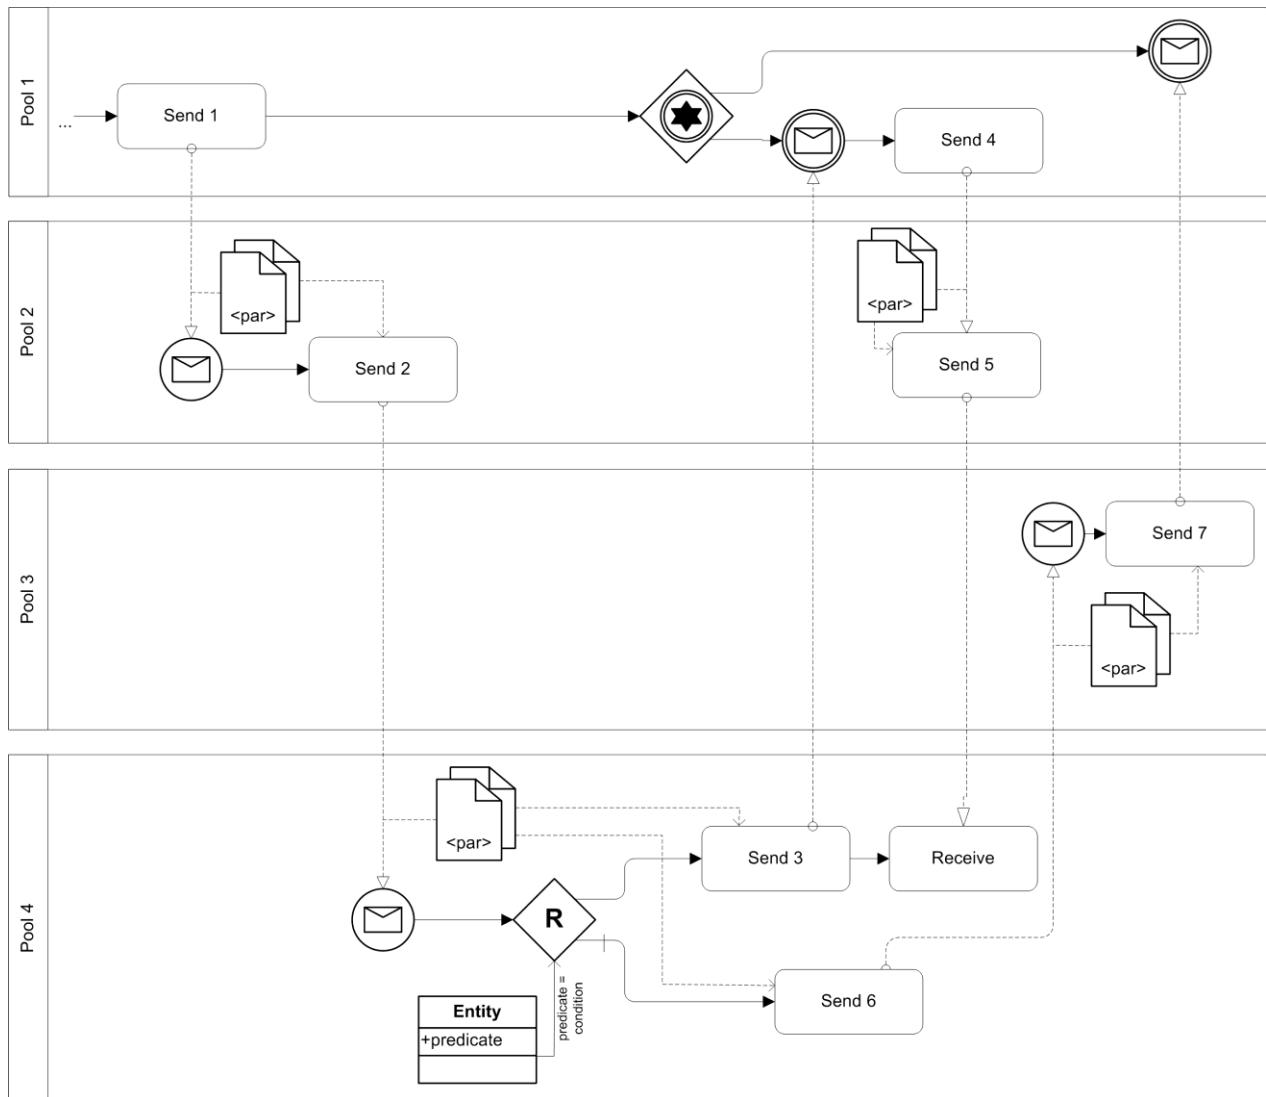 Pool 1
...
Send 1
Send 4
Pool 2
<par>
<par>
Send 2
Send 5
Pool 3
Send 7
<par>
Pool 4
<par>
Send 3
Receive
R
predicate =
condition
Send 6
Entity
+predicate